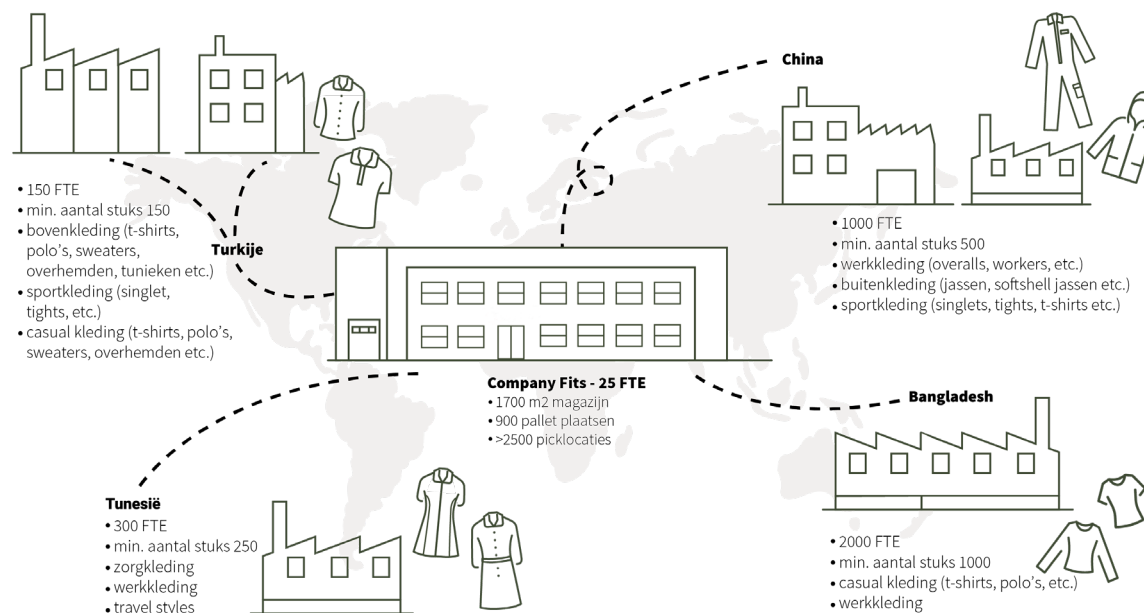 • 150 FTE
• min. aantal stuks 150
• bovenkleding (t-shirts,
polo's, sweaters,
overhemden, tunieken etc.)
• sportkleding (singlet,
tights, etc.)
• casual kleding (t-shirts, polo's,
sweaters, overhemden etc.)
Turkije
China
• 1000 FTE
• min. aantal stuks 500
• werkkleding (overalls, workers, etc.)
• buitenkleding (jassen, softshell jassen etc.)
• sportkleding (singlets, tights, t-shirts etc.)
Company Fits - 25 FTE
• 1700 m2 magazijn
• 900 pallet plaatsen
• >2500 picklocaties
Tunesië
• 300 FTE
• min. aantal stuks 250
• zorgkleding
• werkkleding
• travel styles
Bangladesh
• 2000 FTE
• min. aantal stuks 1000
• casual kleding (t-shirts, polo's, etc.)
• werkkleding